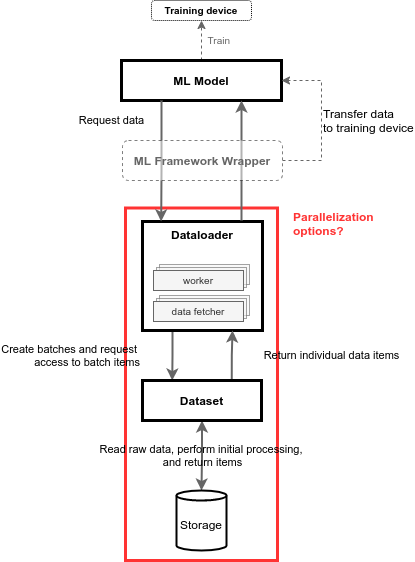 Training device
Train
ML Model
Request data
Transfer data
to training device
ML Framework Wrapper
Parallelization
options?
Dataloader
worker
data fetcher
Create batches and request
access to batch items
Return individual data items
Dataset
Read raw data, perform initial processing,
and return items
Storage